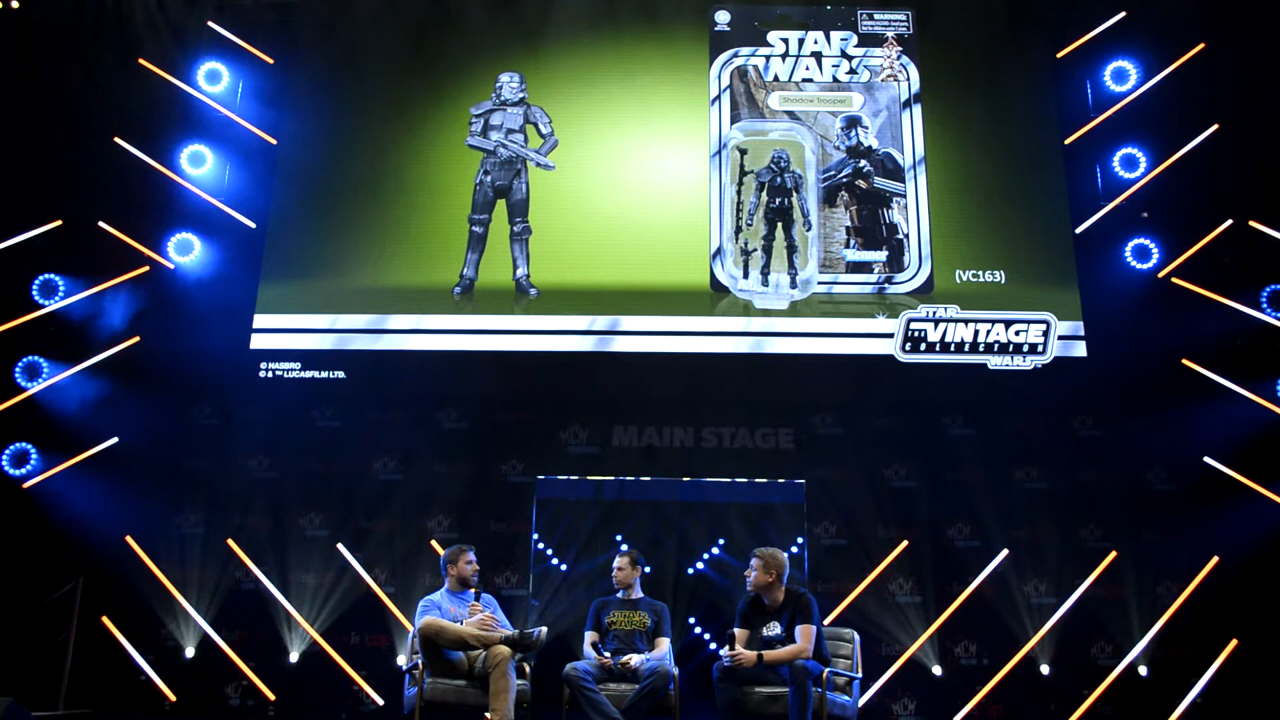 WARNING:
STAR
WARS
Shadow Trooper
Kenner
(VC163)
STAR
THE VINTAGE
COLLECTION
WARS
© HASBRO
© & ™ LUCASFILM LTD.
MCM MAIN STAGE
STAR
WARS